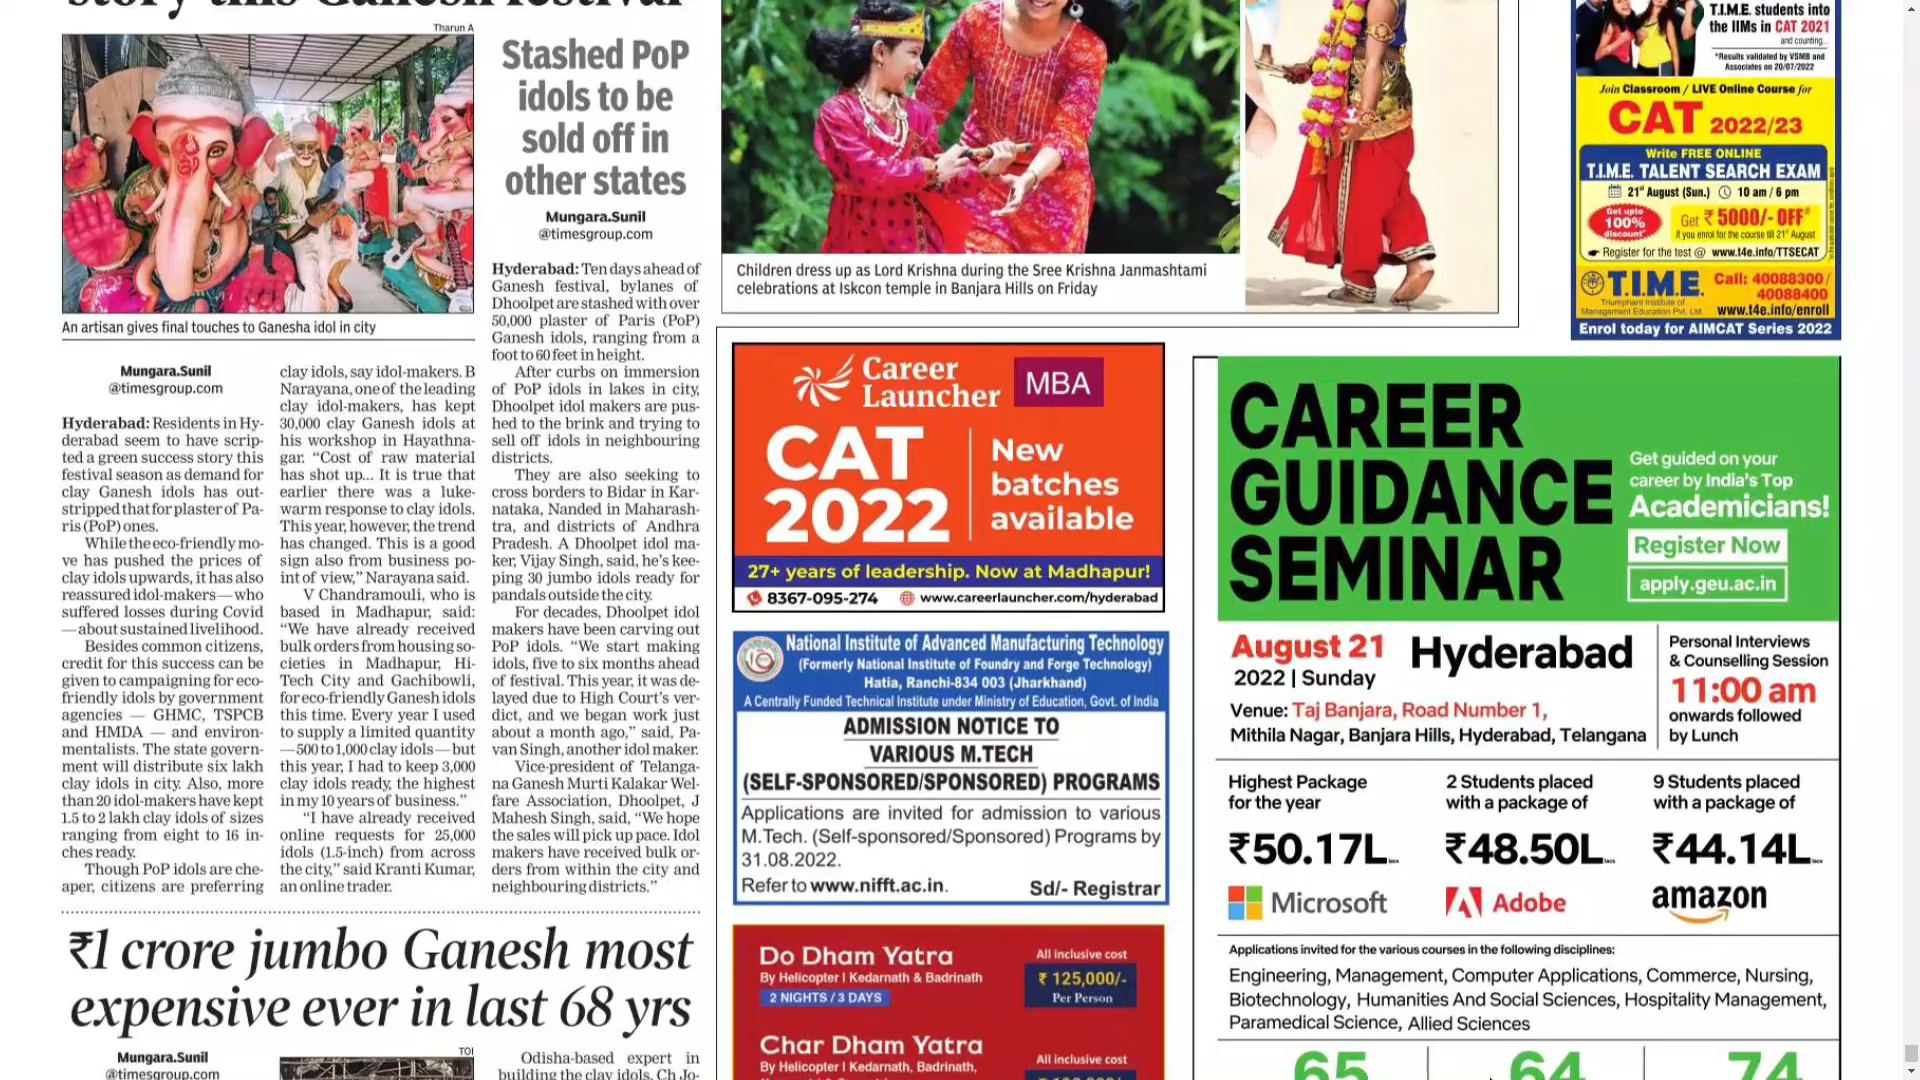 Tharun A
An artisan gives final touches to Ganesha idol in city
Mungara.Sunil
@timesgroup.com
Hyderabad: Residents in Hy-
derabad seem to have scrip-
ted a green success story this
festival season as demand for
clay Ganesh idols has out-
stripped that for plaster of Pa-
ris (PoP) ones.
While the eco-friendly mo-
ve has pushed the prices of
clay idols upwards, it has also
reassured idol-makers — who
suffered losses during Covid
— about sustained livelihood.
Besides common citizens,
credit for this success can be
given to campaigning for eco-
friendly idols by government
agencies — GHMC, TSPCB
and HMDA — and environ-
mentalists. The state govern-
ment will distribute six lakh
clay idols in city. Also, more
than 20 idol-makers have kept
1.5 to 2 lakh clay idols of sizes
ranging from eight to 16 in-
ches ready.
Though PoP idols are che-
aper, citizens are preferring
clay idols, say idol-makers. B
Narayana, one of the leading
clay idol-makers, has kept
30,000 clay Ganesh idols at
his workshop in Hayathna-
gar. “Cost of raw material
has shot up... It is true that
earlier there was a luke-
warm response to clay idols.
This year, however, the trend
has changed. This is a good
sign also from business po-
int of view,” Narayana said.
V Chandramouli, who is
based in Madhapur, said:
“We have already received
bulk orders from housing so-
cieties in Madhapur, Hi-
Tech City and Gachibowli,
for eco-friendly Ganesh idols
this time. Every year I used
to supply a limited quantity
— 500 to 1,000 clay idols — but
this year, I had to keep 3,000
clay idols ready, the highest
in my 10 years of business.”
“I have already received
online requests for 25,000
idols (1.5-inch) from across
the city,” said Kranti Kumar,
an online trader.
Stashed PoP
idols to be
sold off in
other states
Mungara.Sunil
@timesgroup.com
Hyderabad: Ten days ahead of
Ganesh festival, bylanes of
Dhoolpet are stashed with over
50,000 plaster of Paris (PoP)
Ganesh idols, ranging from a
foot to 60 feet in height.
After curbs on immersion
of PoP idols in lakes in city,
Dhoolpet idol makers are pus-
hed to the brink and trying to
sell off idols in neighbouring
districts.
They are also seeking to
cross borders to Bidar in Kar-
nataka, Nanded in Maharash-
tra, and districts of Andhra
Pradesh. A Dhoolpet idol ma-
ker, Vijay Singh, said, he's kee-
ping 30 jumbo idols ready for
pandals outside the city.
For decades, Dhoolpet idol
makers have been carving out
PoP idols. “We start making
idols, five to six months ahead
of festival. This year, it was de-
layed due to High Court's ver-
dict, and we began work just
about a month ago,” said, Pa-
van Singh, another idol maker.
Vice-president of Telanga-
na Ganesh Murti Kalakar Wel-
fare Association, Dhoolpet, J
Mahesh Singh, said, “We hope
the sales will pick up pace. Idol
makers have received bulk or-
ders from within the city and
neighbouring districts.”
₹1 crore jumbo Ganesh most
expensive ever in last 68 yrs
Mungara.Sunil
@timesgroup.com
TOI
Odisha-based expert in
building the clay idols, Ch Jo-
Children dress up as Lord Krishna during the Sree Krishna Janmashtami
celebrations at Iskcon temple in Banjara Hills on Friday
Career
Launcher
MBA
CAT
2022
New
batches
available
27+ years of leadership. Now at Madhapur!
8367-095-274 www.careerlauncher.com/hyderabad
National Institute of Advanced Manufacturing Technology
(Formerly National Institute of Foundry and Forge Technology)
Hatia, Ranchi-834 003 (Jharkhand)
A Centrally Funded Technical Institute under Ministry of Education, Govt. of India
ADMISSION NOTICE TO
VARIOUS M.TECH
(SELF-SPONSORED/SPONSORED) PROGRAMS
Applications are invited for admission to various
M.Tech. (Self-sponsored/Sponsored) Programs by
31.08.2022.
Refer to www.nifft.ac.in.
Sd/- Registrar
Do Dham Yatra
By Helicopter I Kedarnath & Badrinath
2 NIGHTS / 3 DAYS
All inclusive cost
₹ 125,000/-
Per Person
Char Dham Yatra
By Helicopter I Kedarnath, Badrinath,
All inclusive cost
T.I.M.E. students into
the IIMs in CAT 2021
and counting...
*Results validated by VSMB and
Associates on 20/07/2022
Join Classroom / LIVE Online Course for
CAT 2022/23
Write FREE ONLINE
T.I.M.E. TALENT SEARCH EXAM
21st August (Sun.) 10 am / 6 pm
Get upto
100%
discount*
Get ₹ 5000/- OFF#
if you enrol for the course till 21st August
Register for the test @ www.t4e.info/TTSECAT
T.I.M.E.
Triumphant Institute of
Management Education Pvt. Ltd.
Call: 40088300 /
40088400
www.t4e.info/enroll
Enrol today for AIMCAT Series 2022
CAREER
GUIDANCE
SEMINAR
Get guided on your
career by India's Top
Academicians!
Register Now
apply.geu.ac.in
August 21
2022 | Sunday
Hyderabad
Venue: Taj Banjara, Road Number 1,
Mithila Nagar, Banjara Hills, Hyderabad, Telangana
Personal Interviews
& Counselling Session
11:00 am
onwards followed
by Lunch
Highest Package
for the year
₹50.17L
Microsoft
2 Students placed
with a package of
₹48.50L
Adobe
9 Students placed
with a package of
₹44.14L
amazon
Applications invited for the various courses in the following disciplines:
Engineering, Management, Computer Applications, Commerce, Nursing,
Biotechnology, Humanities And Social Sciences, Hospitality Management,
Paramedical Science, Allied Sciences
65 64 74